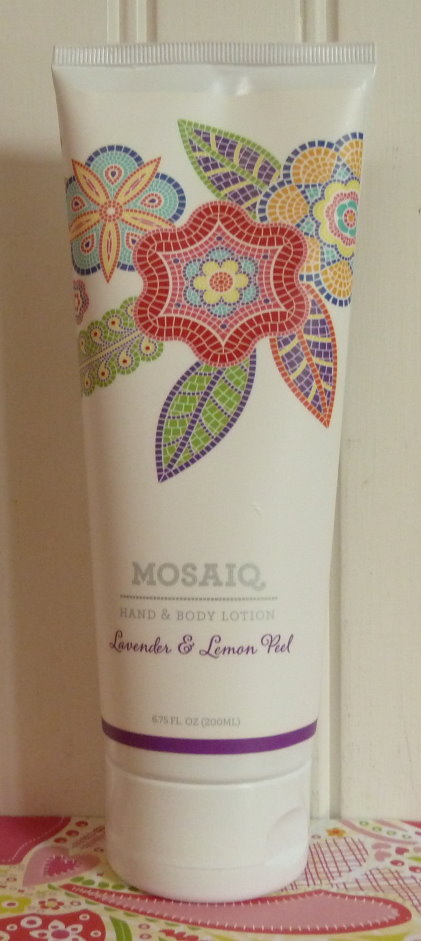 MOSAIQ
HAND & BODY LOTION
Lavender & Lemon Peel
6.75 FL. OZ (200ML)